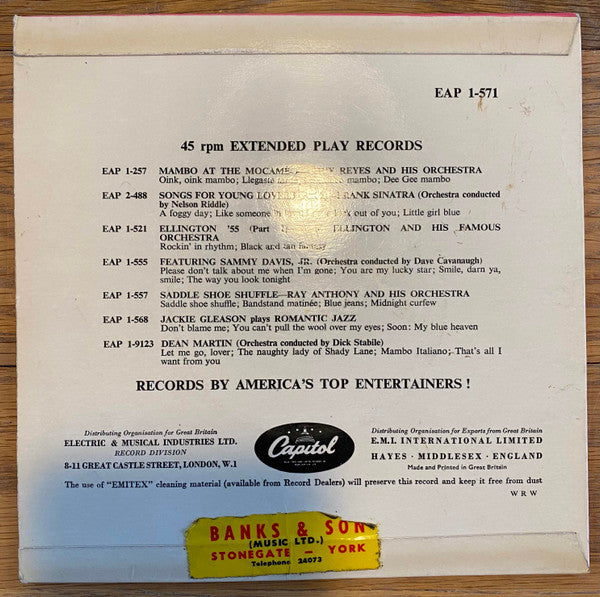 EAP 1-571
45 rpm EXTENDED PLAY RECORDS
EAP 1-257 MAMBO AT THE REYES AND HIS ORCHESTRA
Oink, oink mambo; mambo; Dee Gee mambo
EAP 2-488 SONGS FOR YOUNG FRANK SINATRA (Orchestra conducted
by Nelson Riddle)
A foggy day; Like someone in out of you; Little girl blue
EAP 1-521 ELLINGTON '55 (Part ELLINGTON AND HIS FAMOUS
ORCHESTRA
Rockin' in rhythm; Black and tan fantasy
EAP 1-555 FEATURING SAMMY DAVIS, JR. (Orchestra conducted by Dave Cavanaugh)
Please don't talk about me when I'm gone; You are my lucky star; Smile, darn ya,
smile; The way you look tonight
EAP 1-557 SADDLE SHOE SHUFFLE—RAY ANTHONY AND HIS ORCHESTRA
Saddle shoe shuffle; Bandstand matinée; Blue jeans; Midnight curfew
EAP 1-568 JACKIE GLEASON plays ROMANTIC JAZZ
Don't blame me; You can't pull the wool over my eyes; Soon: My blue heaven
EAP 1-9123 DEAN MARTIN (Orchestra conducted by Dick Stabile)
Let me go, lover; The naughty lady of Shady Lane; Mambo Italiano; That's all I
want from you
RECORDS BY AMERICA'S TOP ENTERTAINERS !
Distributing Organisation for Great Britain
ELECTRIC & MUSICAL INDUSTRIES LTD.
RECORD DIVISION
8-11 GREAT CASTLE STREET, LONDON, W.1
Capitol
Distributing Organisation for Exports from Great Britain
E.M.I. INTERNATIONAL LIMITED
HAYES · MIDDLESEX · ENGLAND
Made and Printed in Great Britain
The use of "EMITEX" cleaning material (available from Record Dealers) will preserve this record and keep it free from dust
W R W
BANKS & SON
(MUSIC LTD.)
STONEGATE — YORK
Telephone 24073